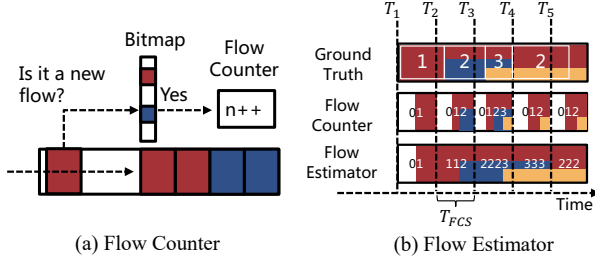 Bitmap
Flow
Counter
Is it a new
flow?
Yes
n++
(a) Flow Counter
T₁ T₂ T₃ T₄ T₅
Ground
Truth
1 2 3 2
Flow
Counter
01 012 0123 012 012
Flow
Estimator
01 112 2223 333 222
T_FCS
Time
(b) Flow Estimator